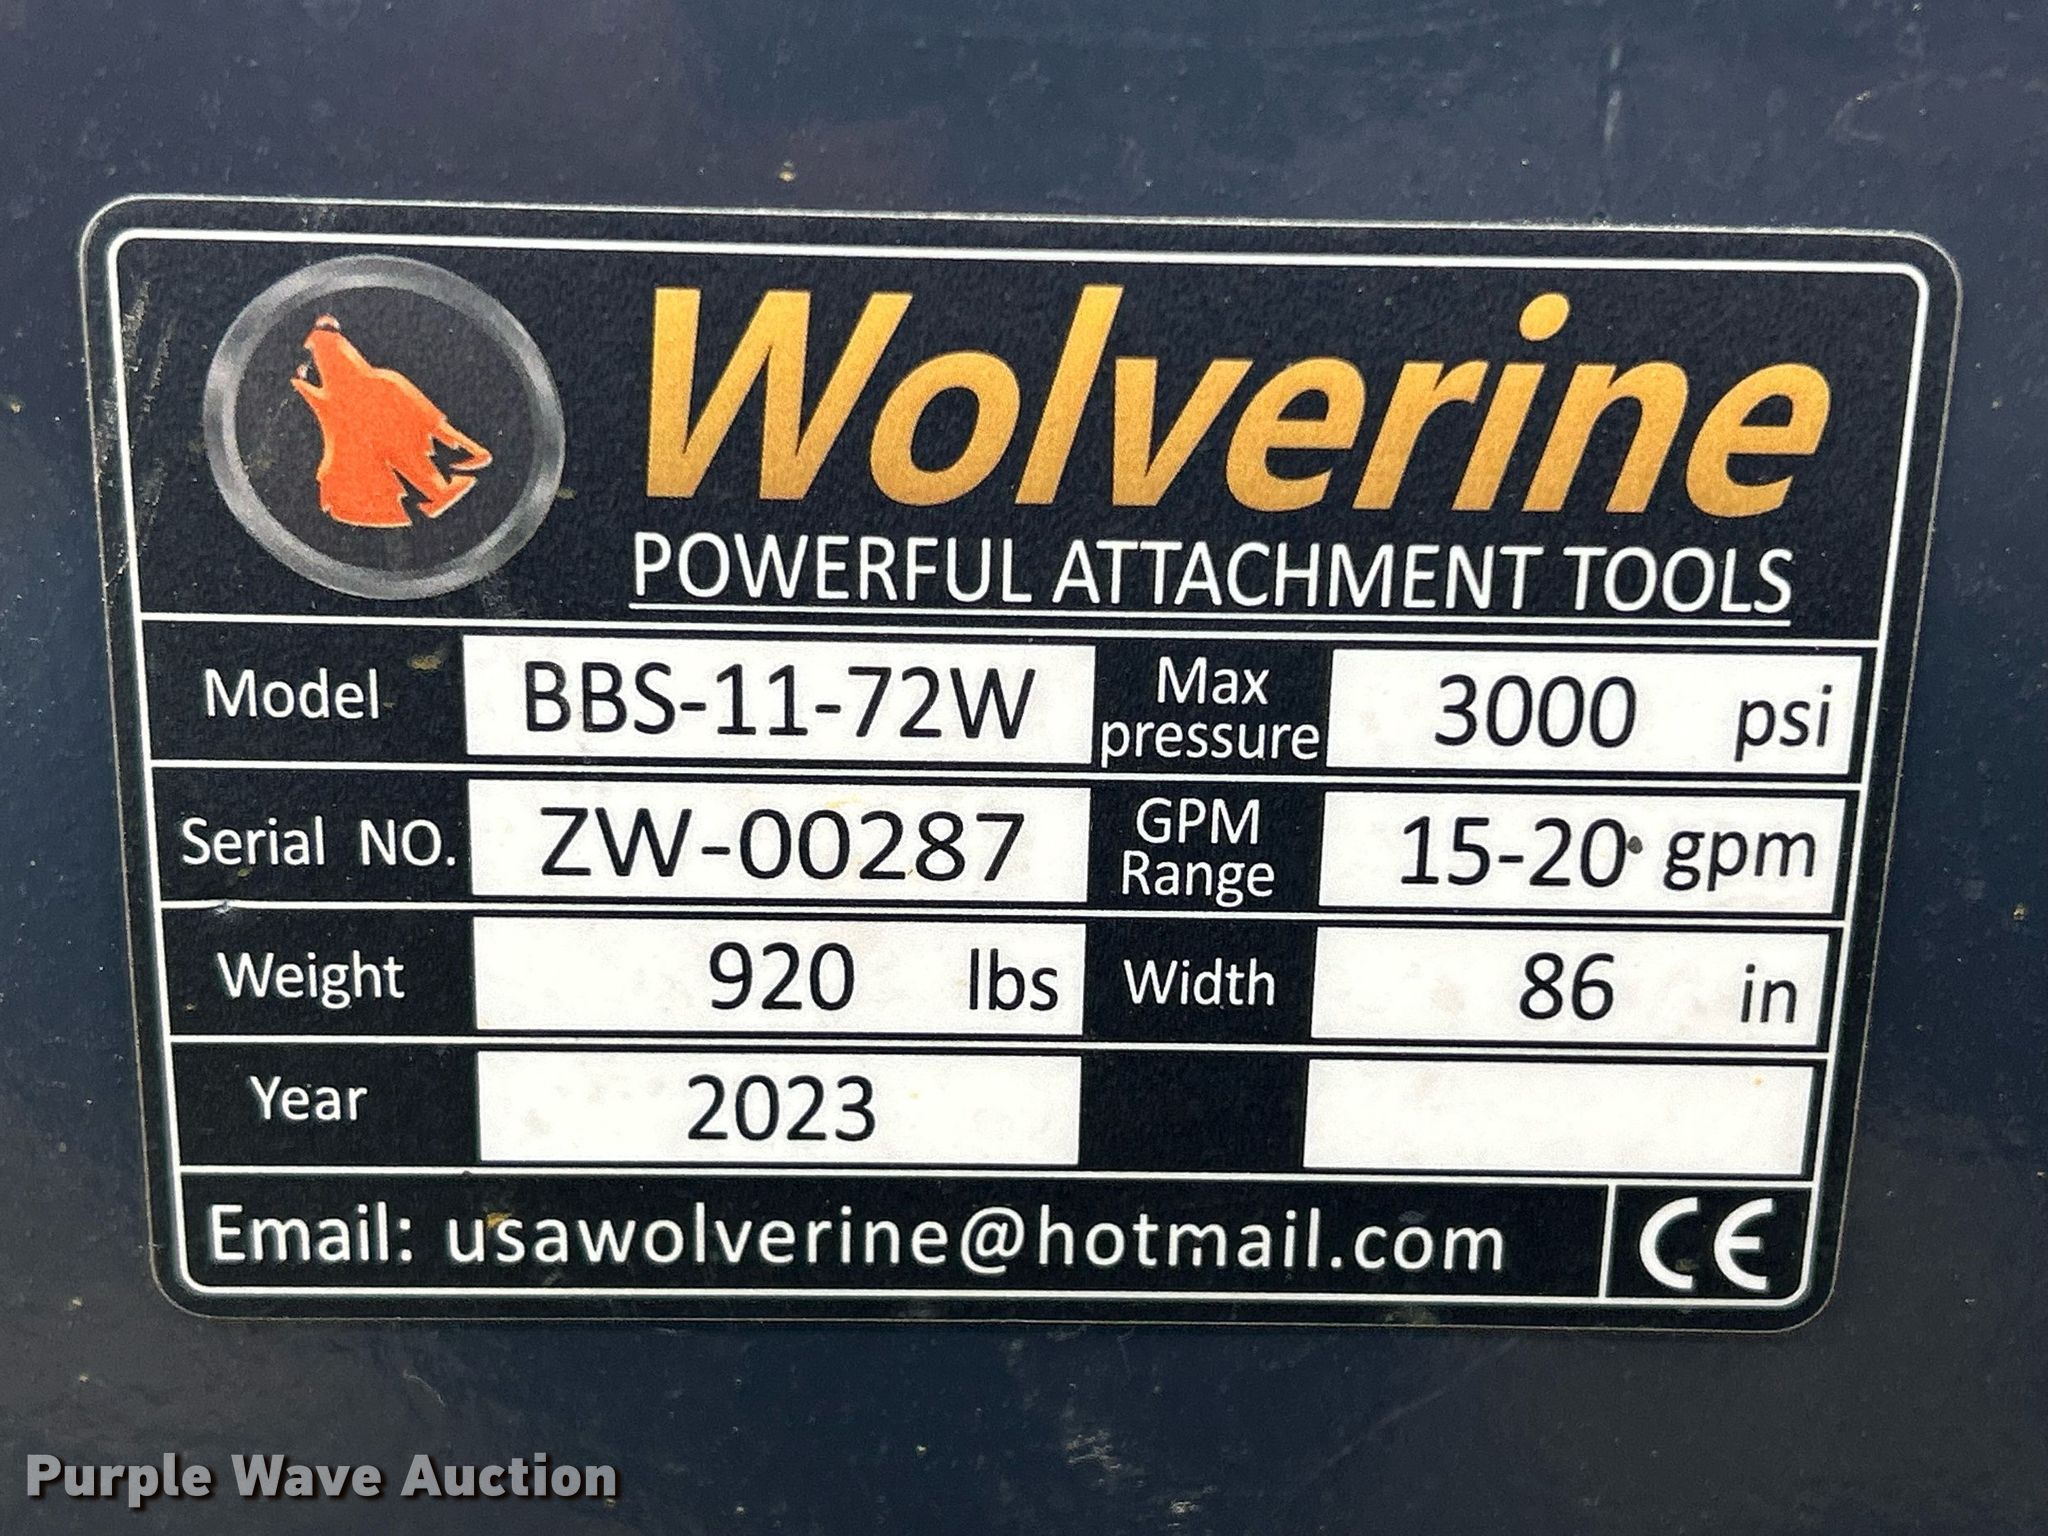 Wolverine
POWERFUL ATTACHMENT TOOLS
Model BBS-11-72W Max pressure 3000 psi
Serial NO. ZW-00287 GPM Range 15-20 gpm
Weight 920 lbs Width 86 in
Year 2023
Email: usawolverine@hotmail.com CE
Purple Wave Auction